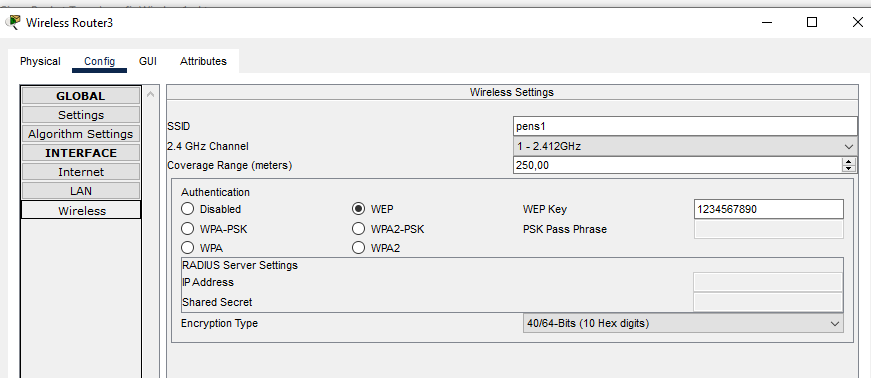 Wireless Router3
Physical Config GUI Attributes
GLOBAL
Settings
Algorithm Settings
INTERFACE
Internet
LAN
Wireless
Wireless Settings
SSID pens1
2.4 GHz Channel 1 - 2.412GHz
Coverage Range (meters) 250,00
Authentication
Disabled WEP WEP Key 1234567890
WPA-PSK WPA2-PSK PSK Pass Phrase
WPA WPA2
RADIUS Server Settings
IP Address
Shared Secret
Encryption Type 40/64-Bits (10 Hex digits)